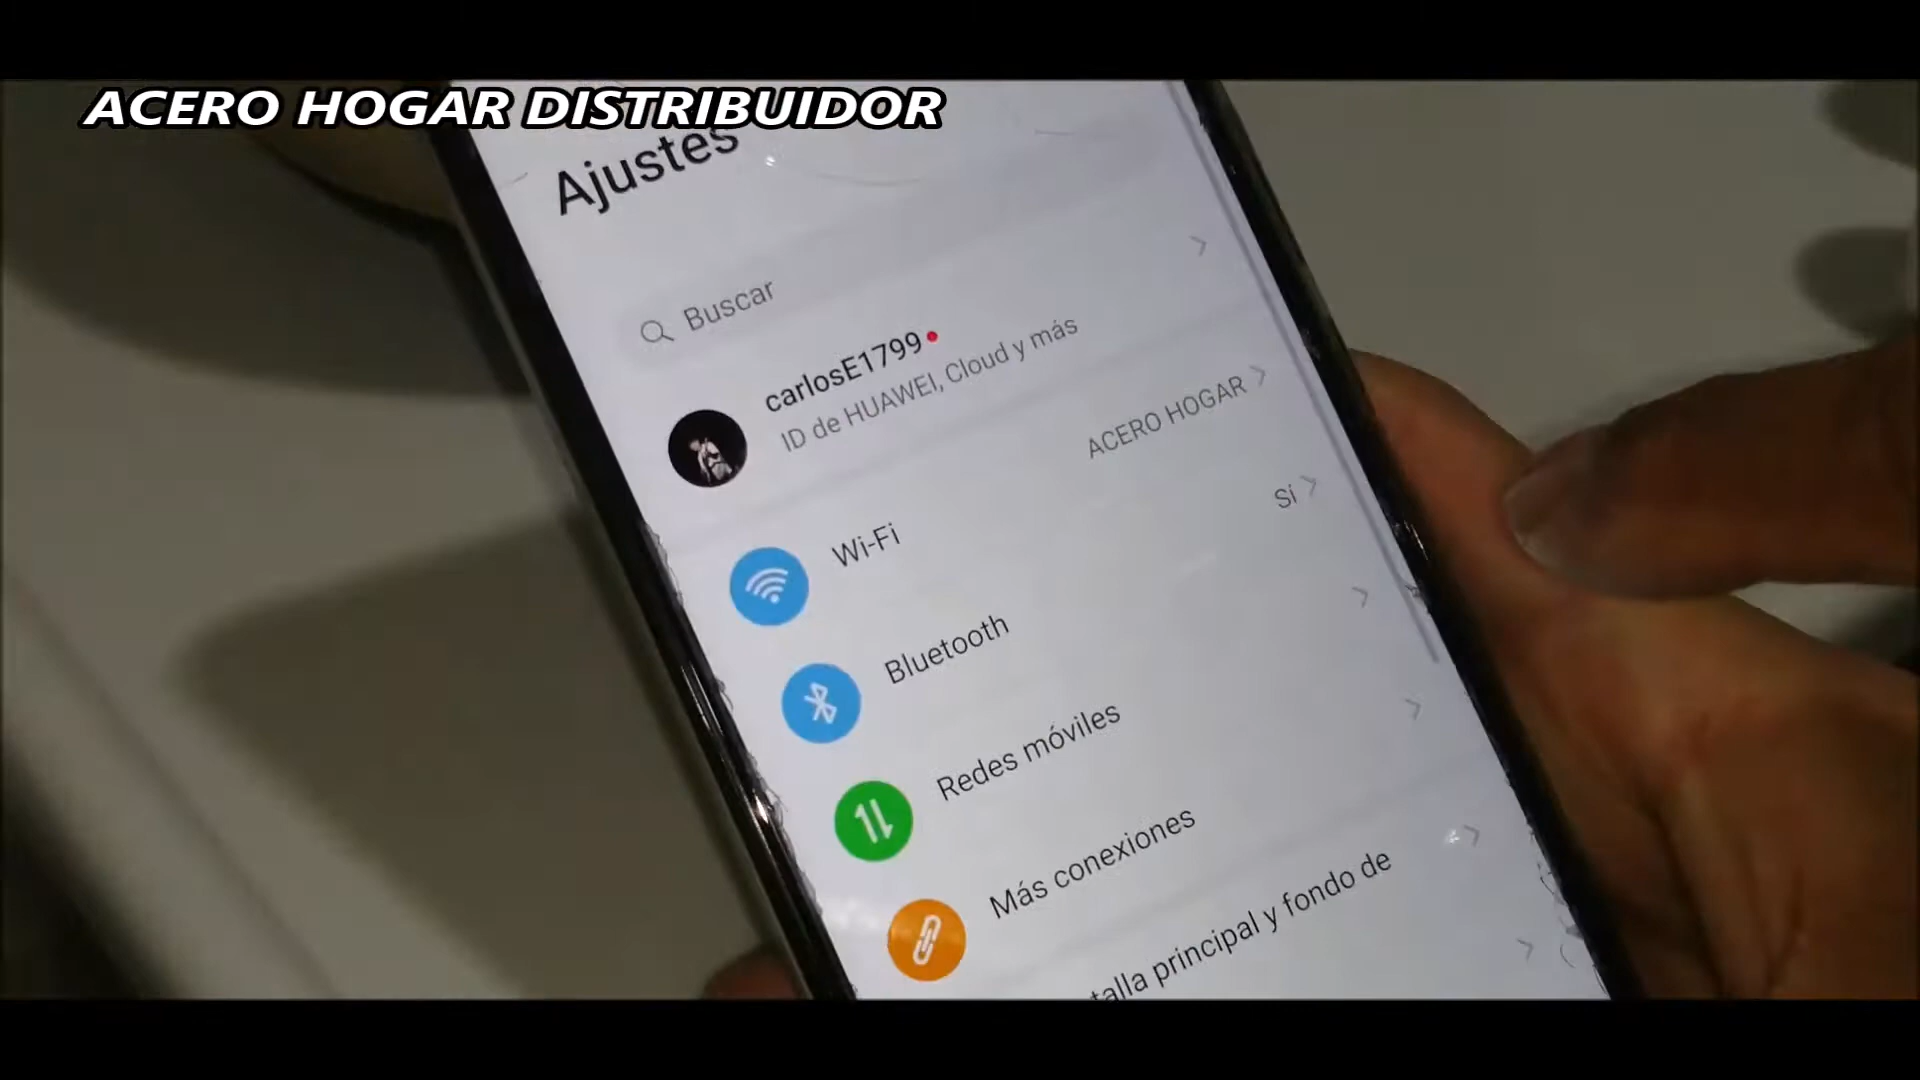 ACERO HOGAR DISTRIBUIDOR
Ajustes
Buscar
carlosE1799
ID de HUAWEI, Cloud y más
Wi-Fi
ACERO HOGAR
Bluetooth
Sí
Redes móviles
Más conexiones
talla principal y fondo de